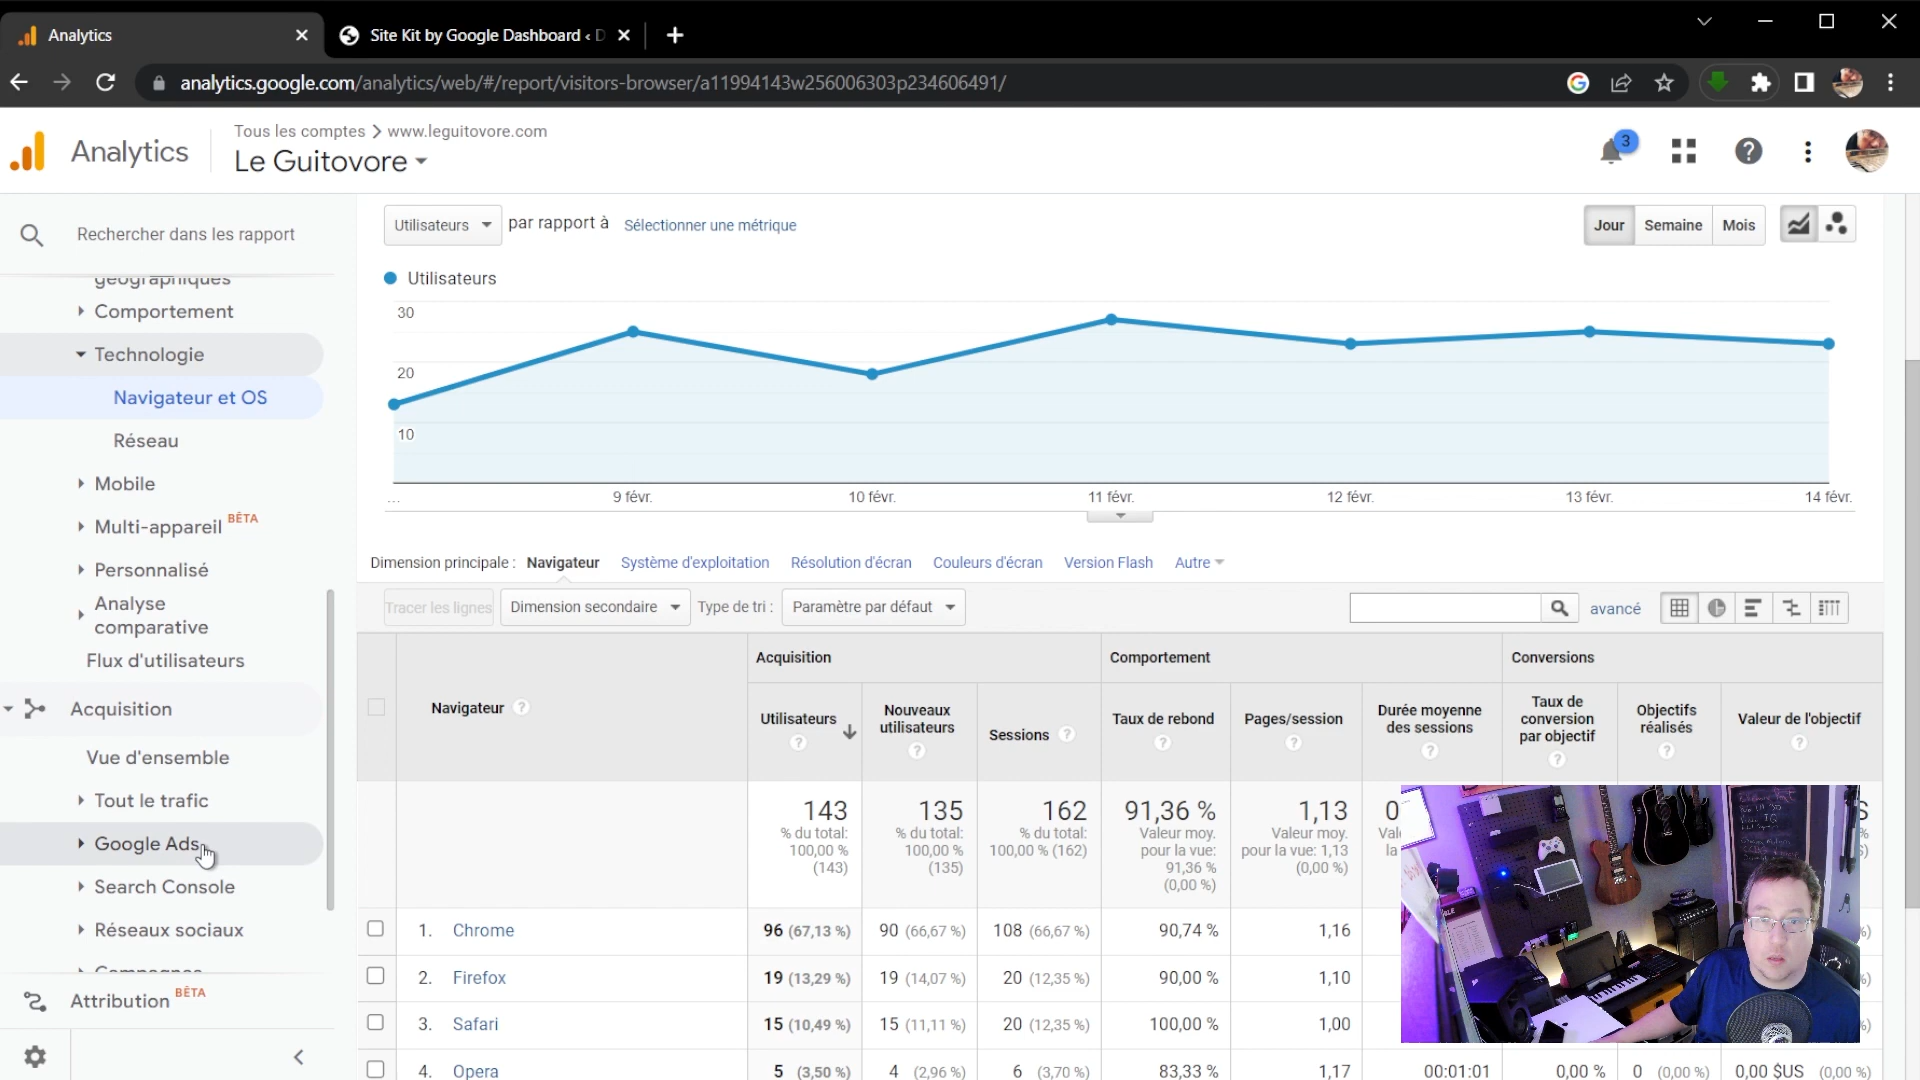 Analytics
Site Kit by Google Dashboard ‹ D
analytics.google.com/analytics/web/#/report/visitors-browser/a11994143w256006303p234606491/
Analytics
Tous les comptes > www.leguitovore.com
Le Guitovore
3
Rechercher dans les rapport
géographiques
Comportement
Technologie
Navigateur et OS
Réseau
Mobile
Multi-appareil BÊTA
Personnalisé
Analyse
comparative
Flux d'utilisateurs
Acquisition
Vue d'ensemble
Tout le trafic
Google Ads
Search Console
Réseaux sociaux
Campagnes
Attribution BÊTA
Utilisateurs par rapport à Sélectionner une métrique
Jour Semaine Mois
Utilisateurs
30
20
10
... 9 févr. 10 févr. 11 févr. 12 févr. 13 févr. 14 févr.
Dimension principale : Navigateur Système d'exploitation Résolution d'écran Couleurs d'écran Version Flash Autre
Tracer les lignes Dimension secondaire Type de tri : Paramètre par défaut avancé
Acquisition Comportement Conversions
Navigateur ?
Utilisateurs ?
Nouveaux
utilisateurs ?
Sessions ?
Taux de rebond ?
Pages/session ?
Durée moyenne
des sessions ?
Taux de
conversion
par objectif ?
Objectifs
réalisés ?
Valeur de l'objectif ?
143
% du total:
100,00 %
(143)
135
% du total:
100,00 %
(135)
162
% du total:
100,00 % (162)
91,36 %
Valeur moy.
pour la vue:
91,36 %
(0,00 %)
1,13
Valeur moy.
pour la vue: 1,13
(0,00 %)
1. Chrome 96 (67,13 %) 90 (66,67 %) 108 (66,67 %) 90,74 % 1,16
2. Firefox 19 (13,29 %) 19 (14,07 %) 20 (12,35 %) 90,00 % 1,10
3. Safari 15 (10,49 %) 15 (11,11 %) 20 (12,35 %) 100,00 % 1,00
4. Opera 5 (3,50 %) 4 (2,96 %) 6 (3,70 %) 83,33 % 1,17 00:01:01 0,00 % 0 (0,00 %) 0,00 $US (0,00 %)